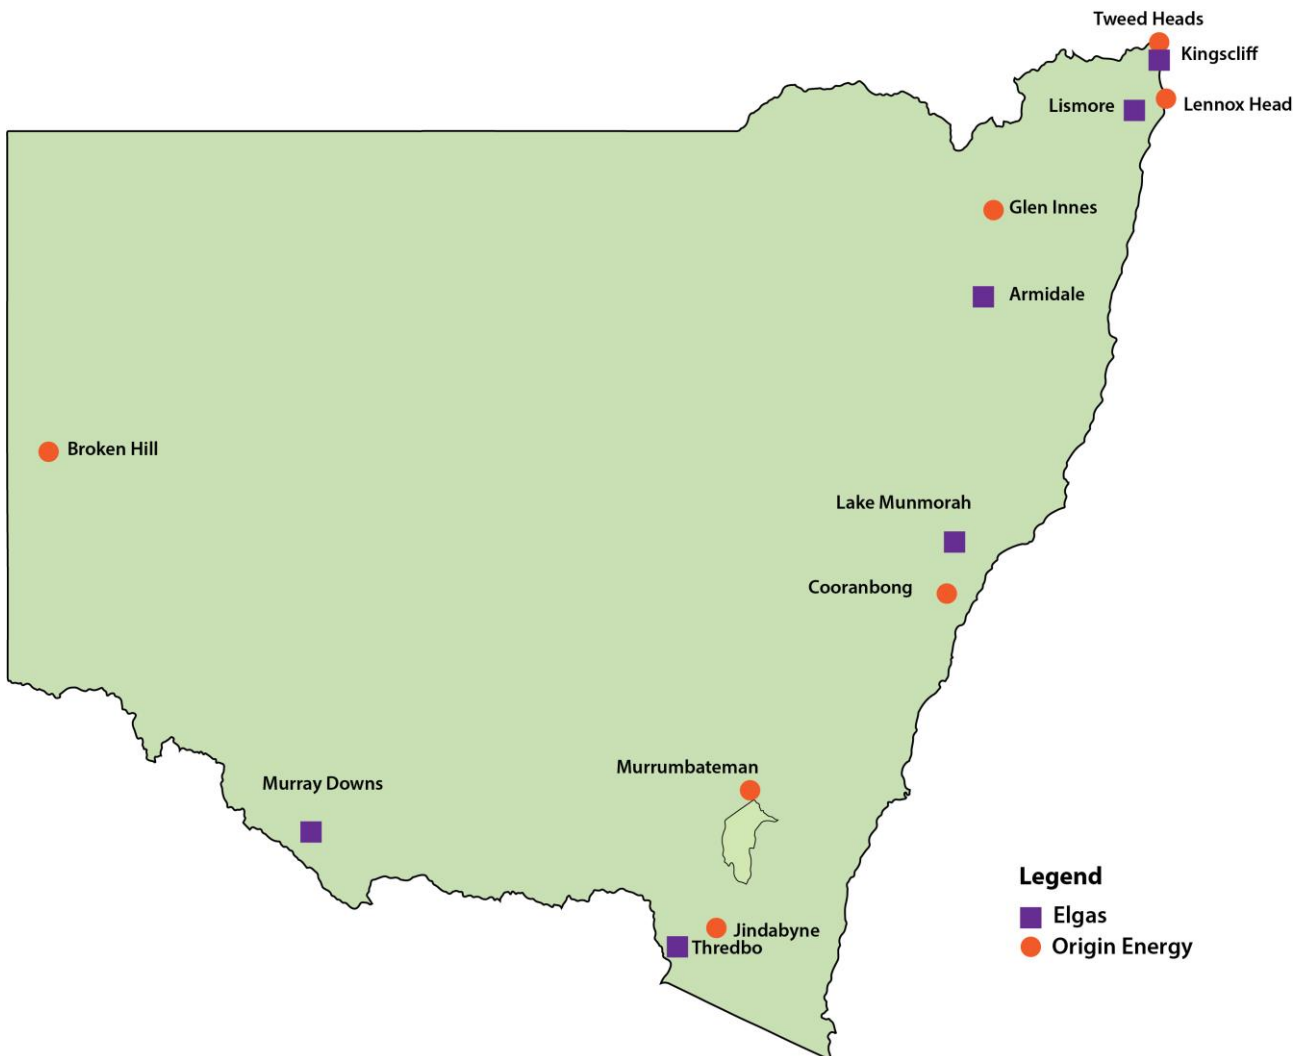 Tweed Heads
Kingscliff
Lismore
Lennox Head
Glen Innes
Armidale
Broken Hill
Lake Munmorah
Cooranbong
Murrumbateman
Murray Downs
Legend
Elgas
Jindabyne
Thredbo
Origin Energy